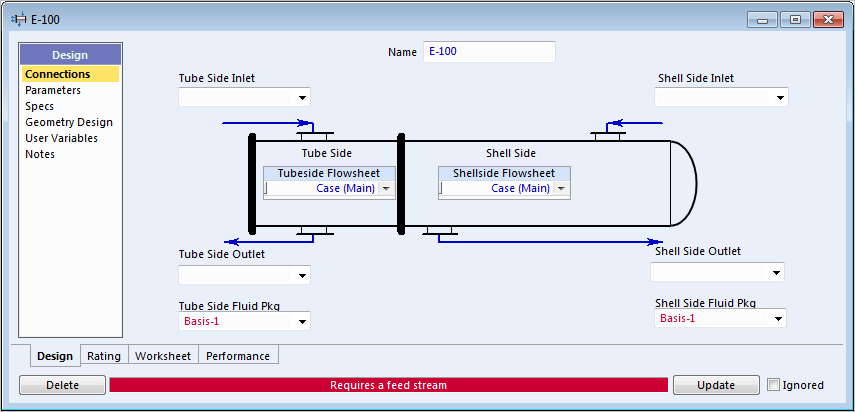 E-100
Design
Connections
Parameters
Specs
Geometry Design
User Variables
Notes
Name E-100
Tube Side Inlet
Shell Side Inlet
Tube Side
Shell Side
Tubeside Flowsheet
Case (Main)
Shellside Flowsheet
Case (Main)
Tube Side Outlet
Shell Side Outlet
Tube Side Fluid Pkg
Basis-1
Shell Side Fluid Pkg
Basis-1
Design Rating Worksheet Performance
Delete Requires a feed stream Update Ignored